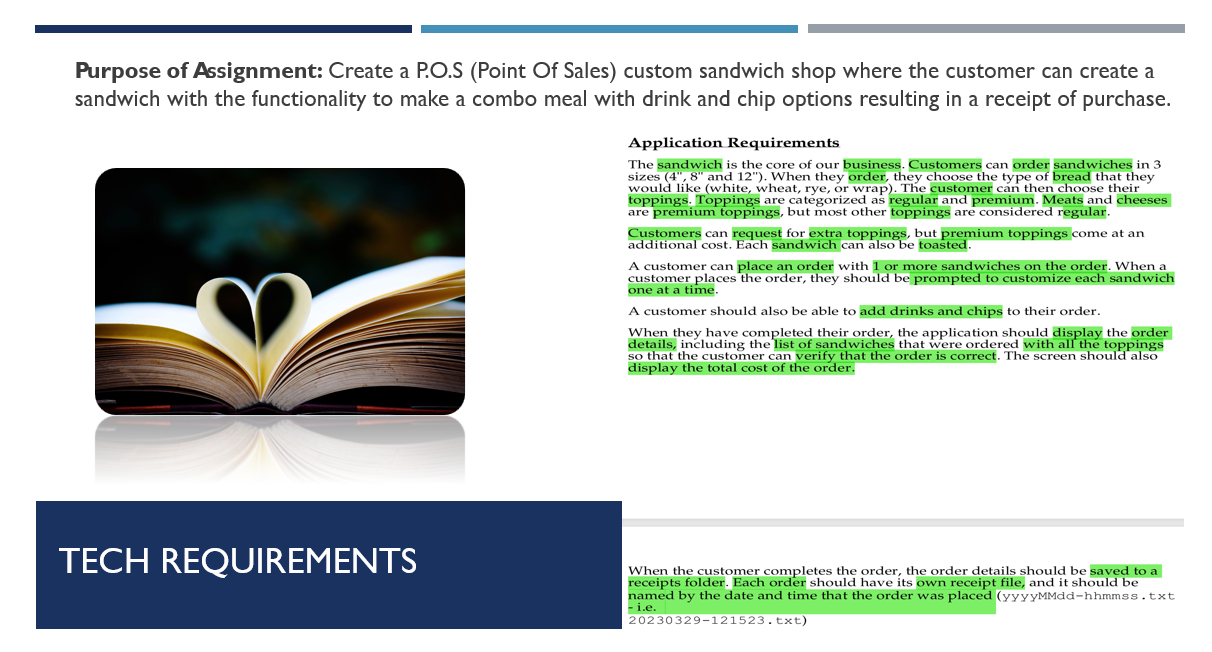 Purpose of Assignment: Create a P.O.S (Point Of Sales) custom sandwich shop where the customer can create a
sandwich with the functionality to make a combo meal with drink and chip options resulting in a receipt of purchase.
Application Requirements
The sandwich is the core of our business. Customers can order sandwiches in 3
sizes (4", 8" and 12"). When they order, they choose the type of bread that they
would like (white, wheat, rye, or wrap). The customer can then choose their
toppings. Toppings are categorized as regular and premium. Meats and cheeses
are premium toppings, but most other toppings are considered regular.
Customers can request for extra toppings, but premium toppings come at an
additional cost. Each sandwich can also be toasted.
A customer can place an order with 1 or more sandwiches on the order. When a
customer places the order, they should be prompted to customize each sandwich
one at a time.
A customer should also be able to add drinks and chips to their order.
When they have completed their order, the application should display the order
details, including the list of sandwiches that were ordered with all the toppings
so that the customer can verify that the order is correct. The screen should also
display the total cost of the order.
TECH REQUIREMENTS
When the customer completes the order, the order details should be saved to a
receipts folder. Each order should have its own receipt file, and it should be
named by the date and time that the order was placed (yyyyMMdd-hhmmss.txt
- i.e.
20230329-121523.txt)